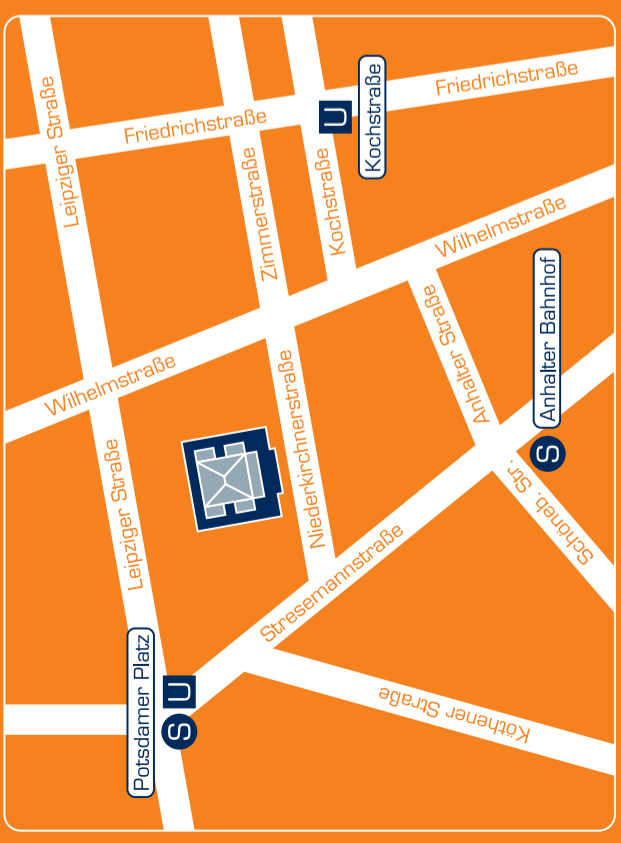 Leipziger Straße
Friedrichstraße
Friedrichstraße
Zimmerstraße
Kochstraße
U
Kochstraße
Wilhelmstraße
Wilhelmstraße
Anhalter Straße
Anhalter Bahnhof
S
Leipziger Straße
Niederkirchnerstraße
Schöneb. Str.
Stresemannstraße
Potsdamer Platz
S
U
Köthener Straße